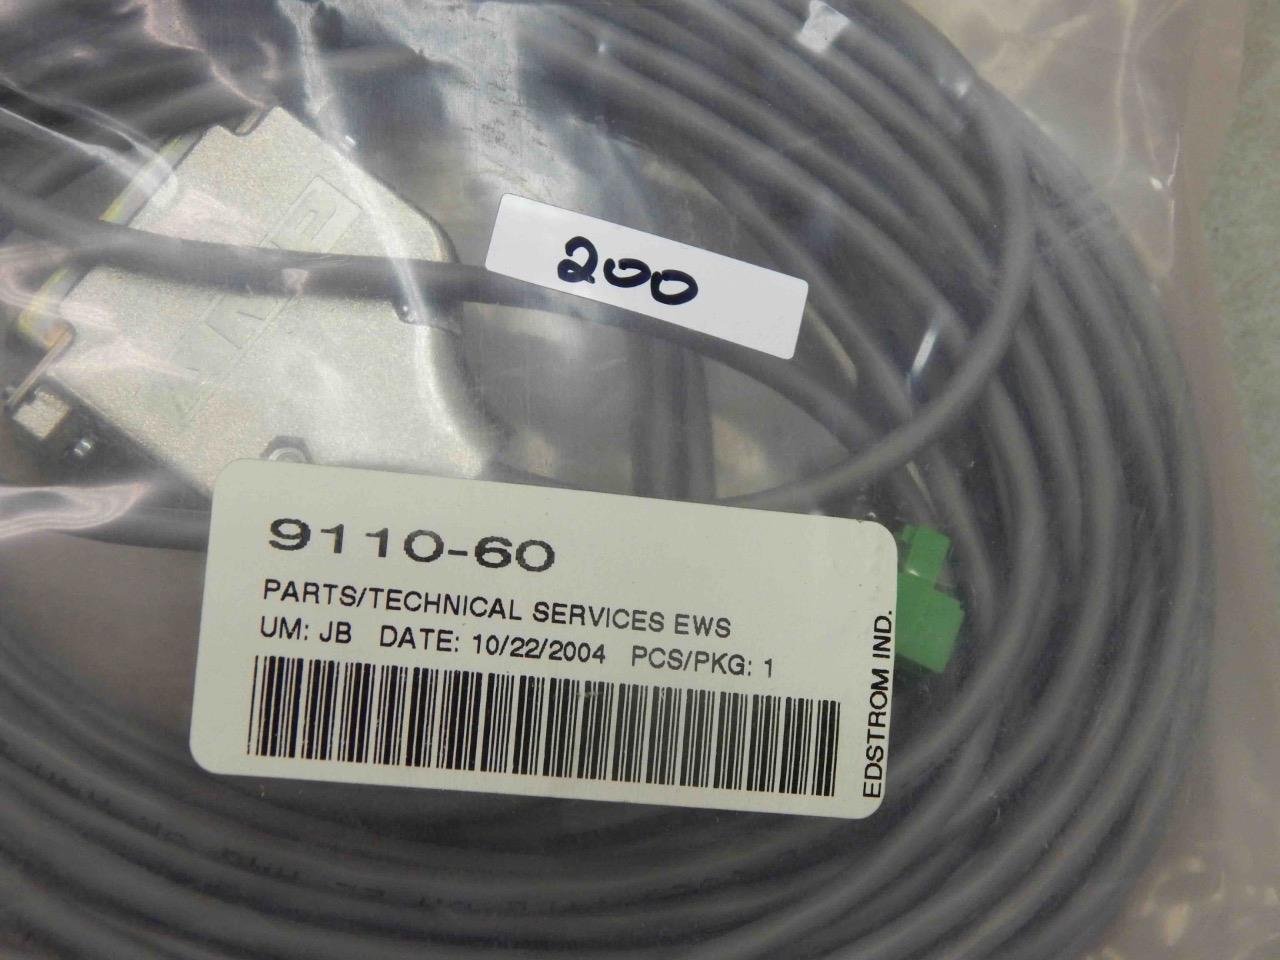 200
9110-60
PARTS/TECHNICAL SERVICES EWS
UM: JB DATE: 10/22/2004 PCS/PKG: 1
EDSTROM IND.